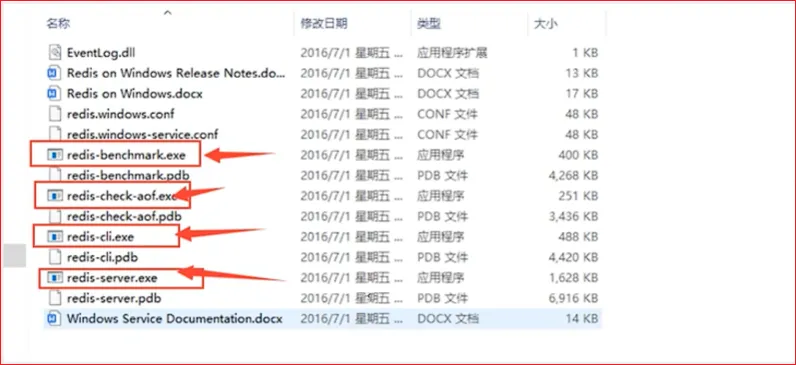 名称 修改日期 类型 大小
EventLog.dll 2016/7/1 星期五 ... 应用程序扩展 1 KB
Redis on Windows Release Notes.do... 2016/7/1 星期五 ... DOCX 文档 13 KB
Redis on Windows.docx 2016/7/1 星期五 ... DOCX 文档 17 KB
redis.windows.conf 2016/7/1 星期五 ... CONF 文件 48 KB
redis.windows-service.conf 2016/7/1 星期五 ... CONF 文件 48 KB
redis-benchmark.exe 2016/7/1 星期五 ... 应用程序 400 KB
redis-benchmark.pdb 2016/7/1 星期五 ... PDB 文件 4,268 KB
redis-check-aof.exe 2016/7/1 星期五 ... 应用程序 251 KB
redis-check-aof.pdb 2016/7/1 星期五 ... PDB 文件 3,436 KB
redis-cli.exe 2016/7/1 星期五 ... 应用程序 488 KB
redis-cli.pdb 2016/7/1 星期五 ... PDB 文件 4,420 KB
redis-server.exe 2016/7/1 星期五 ... 应用程序 1,628 KB
redis-server.pdb 2016/7/1 星期五 ... PDB 文件 6,916 KB
Windows Service Documentation.docx 2016/7/1 星期五 ... DOCX 文档 14 KB